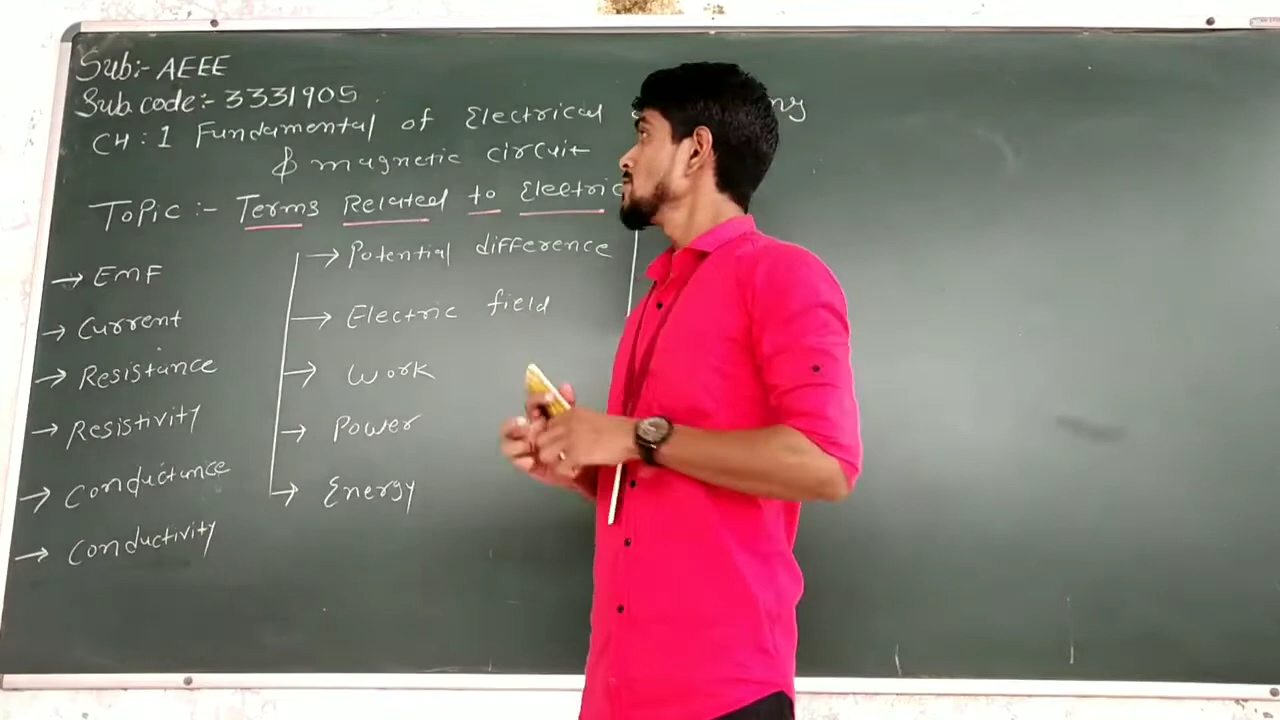 Sub:- AEEE
Sub code:- 3331905
CH : 1 Fundamental of Electrical
& magnetic circuit
Topic :- Terms Related to Electric
→ EMF
→ Current
→ Resistance
→ Resistivity
→ Conductance
→ Conductivity
→ Potential difference
→ Electric field
→ Work
→ Power
→ Energy